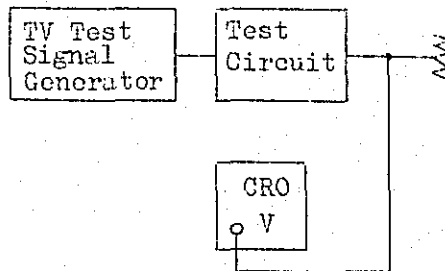 TV Test
Signal
Generator
Test
Circuit
CRO
V